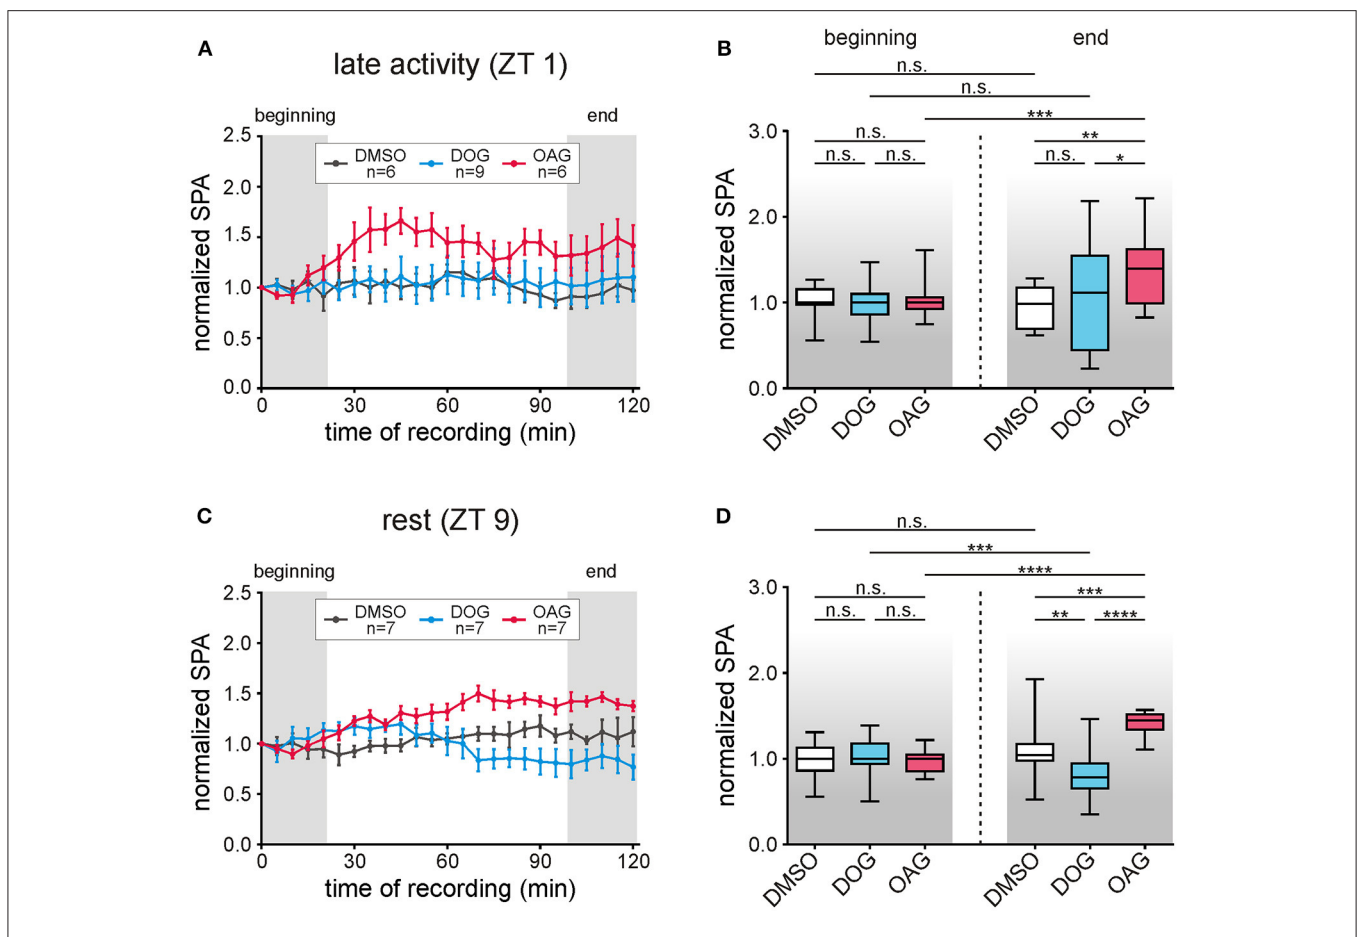 A
late activity (ZT 1)
beginning
end
2.5
2.0
1.5
1.0
0.5
0.0
normalized SPA
DMSO
n=6
DOG
n=9
OAG
n=6
0
30
60
90
120
time of recording (min)
B
beginning
end
n.s.
n.s.
***
n.s.
**
n.s.
n.s.
n.s.
*
3.0
2.0
1.0
0.0
normalized SPA
DMSO
DOG
OAG
DMSO
DOG
OAG
C
rest (ZT 9)
beginning
end
2.5
2.0
1.5
1.0
0.5
0.0
normalized SPA
DMSO
n=7
DOG
n=7
OAG
n=7
0
30
60
90
120
time of recording (min)
D
n.s.
***
****
n.s.
***
n.s.
n.s.
**
****
3.0
2.0
1.0
0.0
normalized SPA
DMSO
DOG
OAG
DMSO
DOG
OAG